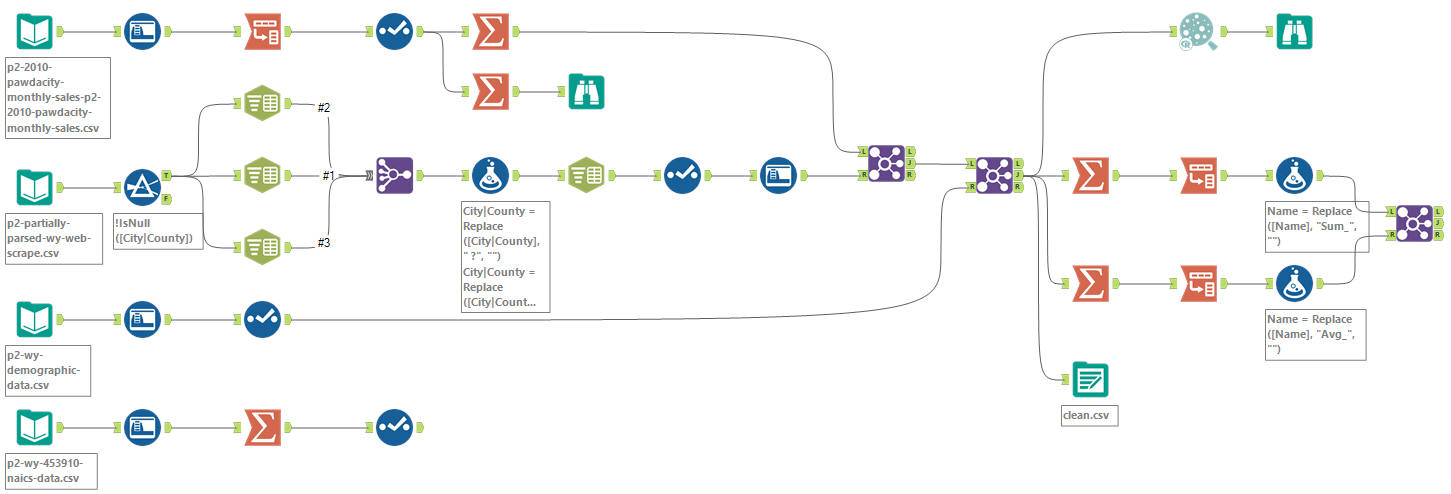 p2-2010-
pawdacity-
monthly-sales-p2-
2010-pawdacity-
monthly-sales.csv
#2
#1
#3
p2-partially-
parsed-wy-web-
scrape.csv
T
F
!IsNull
([City|County])
City|County =
Replace
([City|County],
" ?", "")
City|County =
Replace
([City|Count...
L
R
L
J
R
L
R
L
J
R
R
Name = Replace
([Name], "Sum_",
"")
L
R
L
J
R
Name = Replace
([Name], "Avg_",
"")
p2-wy-
demographic-
data.csv
clean.csv
p2-wy-453910-
naics-data.csv